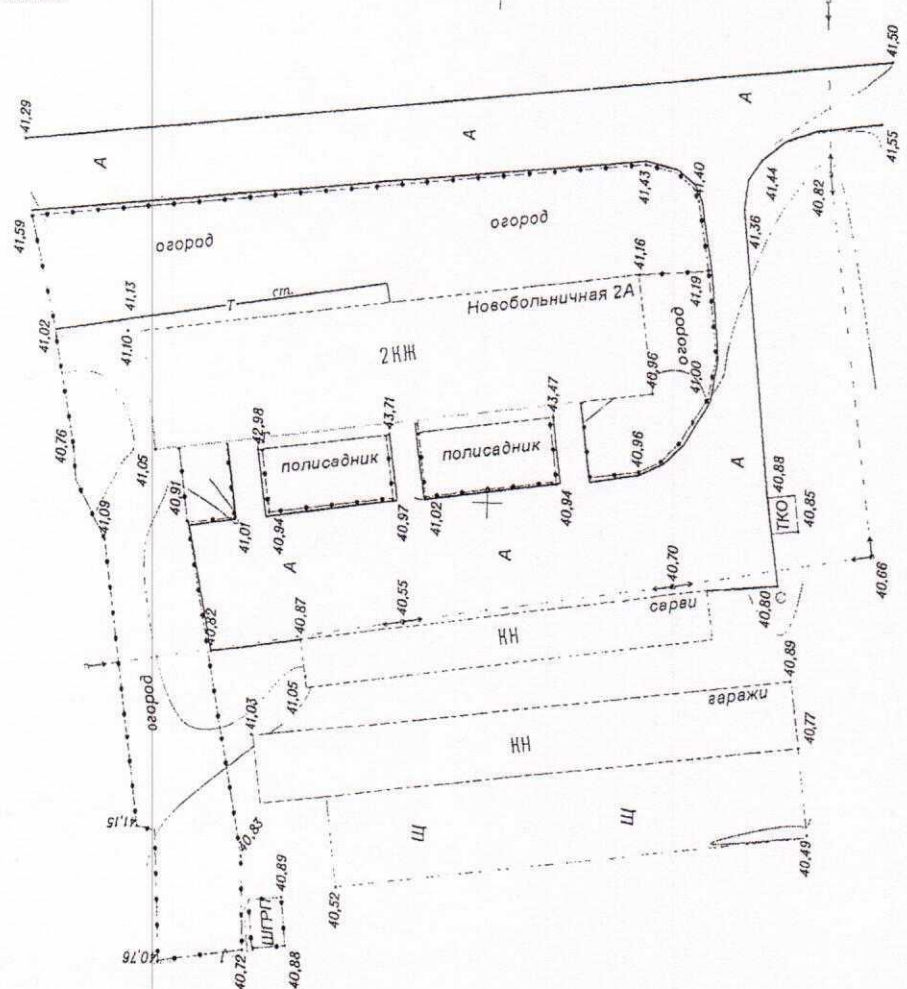 41,29
41,50
А
А
А
41,59
41,43
41,40
41,44
41,55
40,82
огород
огород
41,36
41,16
41,19
41,13
ст.
Т
41,02
41,10
Новобольничная 2А
огород
2КЖ
40,96
41,00
40,76
41,05
42,98
43,71
43,47
полисадник
полисадник
40,96
40,91
41,09
41,01
40,94
40,97
41,02
40,94
А
40,88
ТКО
40,85
А
А
40,82
40,87
40,55
40,70
40,66
сарви
40,80
КН
огород
41,05
41,03
40,89
гаражи
КН
40,77
41,15
40,83
Щ
Щ
40,49
40,52
ШГРП
40,89
40,76
40,72
40,88